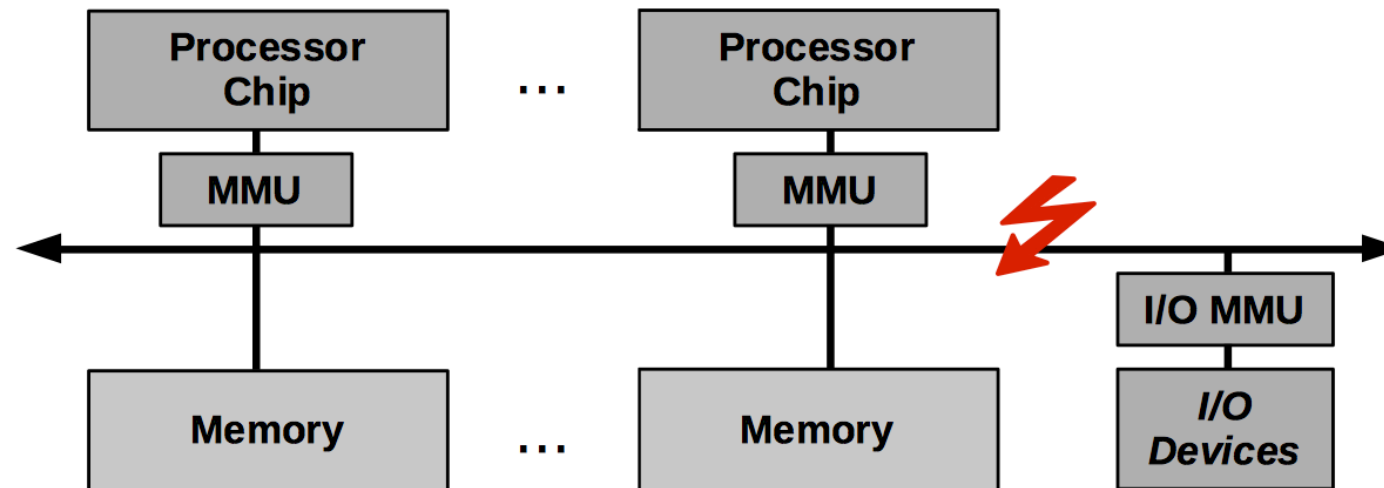 Processor
Chip
...
Processor
Chip
MMU
MMU
I/O MMU
Memory
...
Memory
I/O
Devices